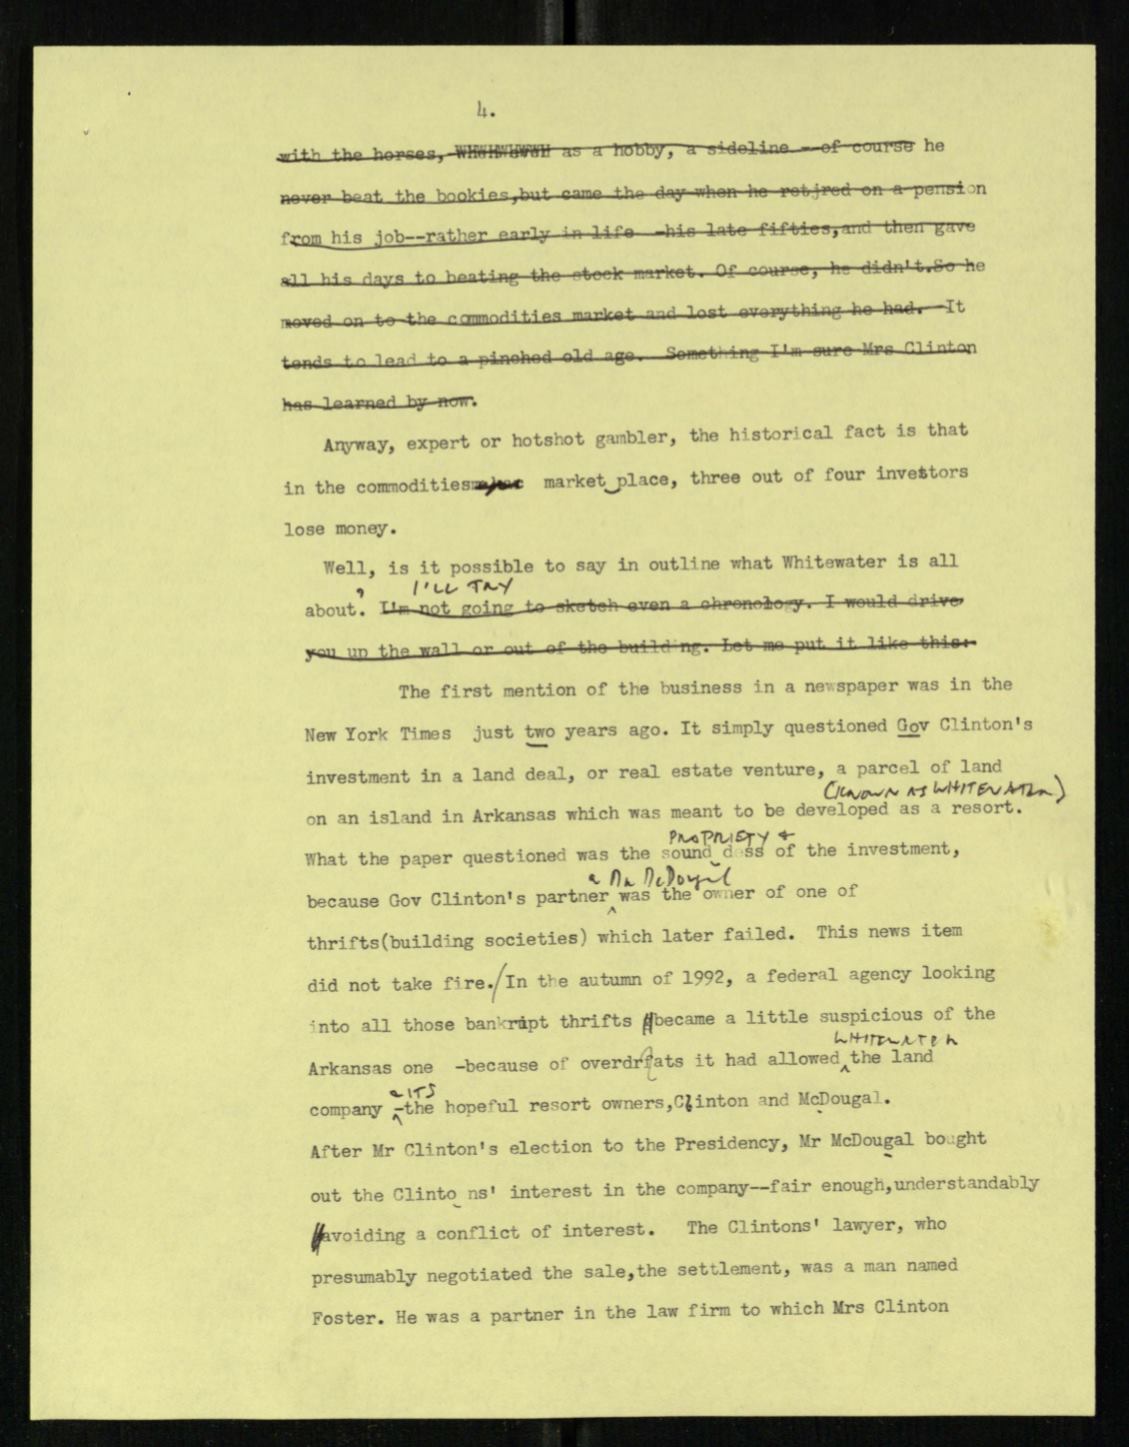 4.
with the horses, as a hobby, a sideline - of course he
never beat the bookies,but came the day when he retjred on a pension
from his job--rather early in life -his late fifties,and then gave
all his days to beating the stock market. Of course, he didn't.So he
moved on to the commodities market and lost everything he had. It
tends to lead to a pinched old age. Something I'm sure Mrs Clinton
has learned by now.
Anyway, expert or hotshot gambler, the historical fact is that
in the commodities market place, three out of four investors
lose money.
Well, is it possible to say in outline what Whitewater is all
I'LL TRY
about?. I'm not going to sketch even a chronology. I would drive
you up the wall or out of the building. Let me put it like this:
The first mention of the business in a newspaper was in the
New York Times just two years ago. It simply questioned Gov Clinton's
investment in a land deal, or real estate venture, a parcel of land
(KNOWN AS WHITEWATER)
on an island in Arkansas which was meant to be developed as a resort.
PROPRIETY +
What the paper questioned was the sound dess of the investment,
a Mr McDougal
because Gov Clinton's partner was the owner of one of
thrifts(building societies) which later failed. This news item
did not take fire./In the autumn of 1992, a federal agency looking
into all those bankrupt thrifts became a little suspicious of the
WHITEWATER
Arkansas one -because of overdrfats it had allowed the land
& ITS
company -the hopeful resort owners,Clinton and McDougal.
After Mr Clinton's election to the Presidency, Mr McDougal bought
out the Clinto ns' interest in the company--fair enough,understandably
avoiding a conflict of interest. The Clintons' lawyer, who
presumably negotiated the sale,the settlement, was a man named
Foster. He was a partner in the law firm to which Mrs Clinton